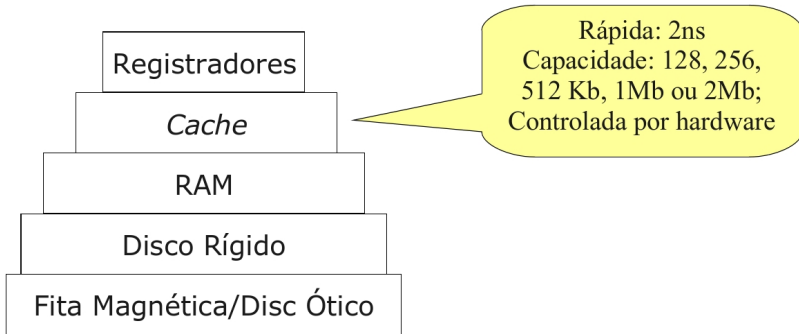 Registradores
Cache
RAM
Disco Rígido
Fita Magnética/Disc Ótico
Rápida: 2ns
Capacidade: 128, 256,
512 Kb, 1Mb ou 2Mb;
Controlada por hardware